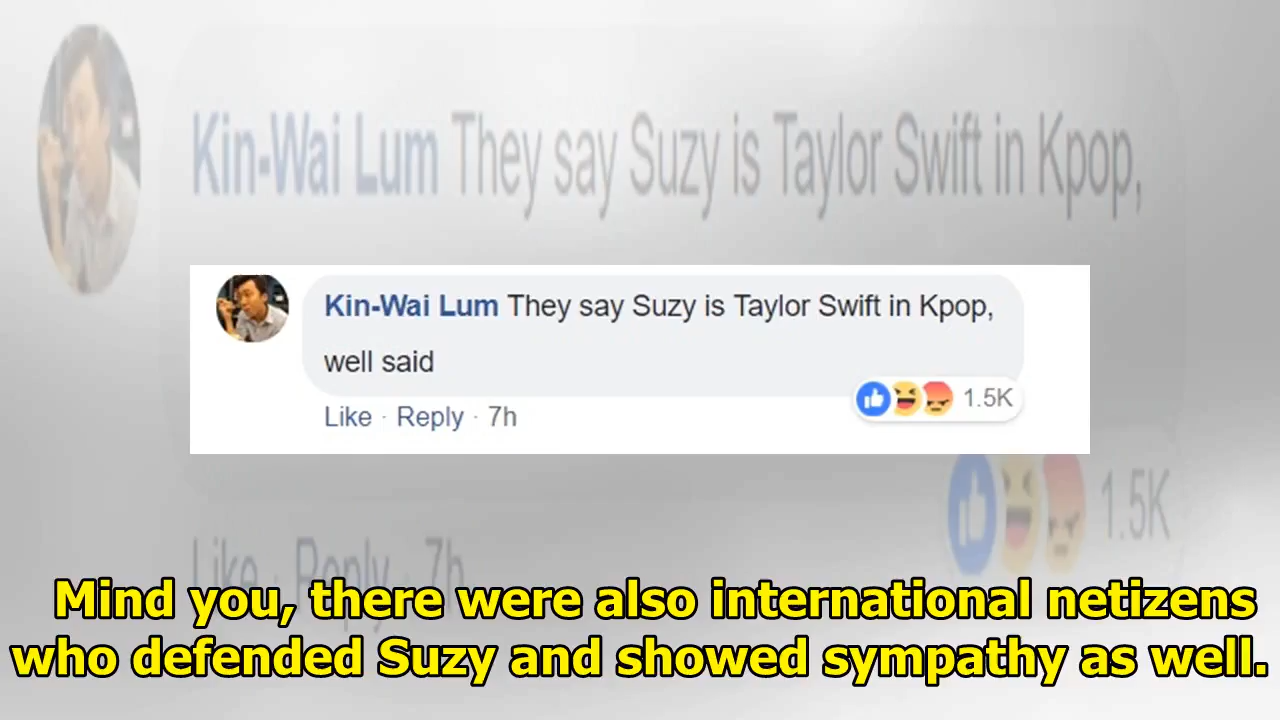 Kin-Wai Lum They say Suzy is Taylor Swift in Kpop,
Kin-Wai Lum They say Suzy is Taylor Swift in Kpop,
well said
1.5K
Like · Reply · 7h
1.5K
Like · Reply · 7h
Mind you, there were also international netizens
who defended Suzy and showed sympathy as well.